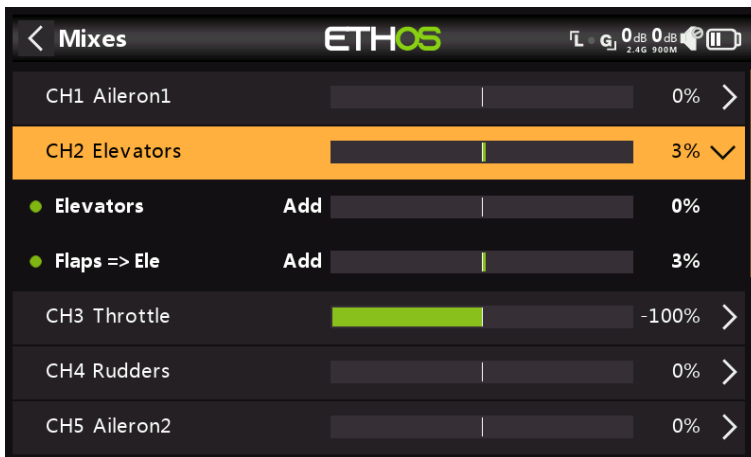 Mixes ETHOS L G 0dB 0dB
2.4G 900M
CH1 Aileron1 0%
CH2 Elevators 3%
Elevators Add 0%
Flaps => Ele Add 3%
CH3 Throttle -100%
CH4 Rudders 0%
CH5 Aileron2 0%